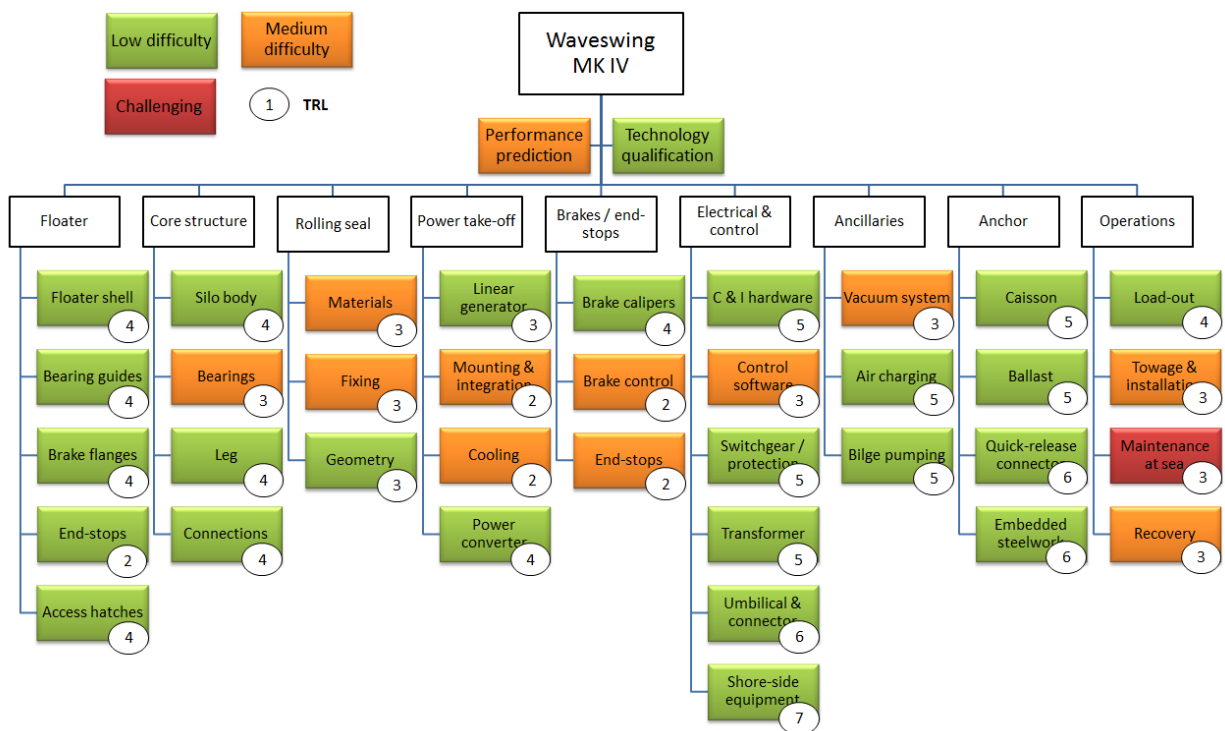 Low difficulty
Medium
difficulty
Challenging
1 TRL
Waveswing
MK IV
Performance
prediction
Technology
qualification
Floater
Floater shell
4
Bearing guides
4
Brake flanges
4
End-stops
2
Access hatches
4
Core structure
Silo body
4
Bearings
3
Leg
4
Connections
4
Rolling seal
Materials
3
Fixing
3
Geometry
3
Power take-off
Linear
generator
3
Mounting &
integration
2
Cooling
2
Power
converter
4
Brakes / end-
stops
Brake calipers
4
Brake control
2
End-stops
2
Electrical &
control
C & I hardware
5
Control
software
3
Switchgear /
protection
5
Transformer
5
Umbilical &
connector
6
Shore-side
equipment
7
Ancillaries
Vacuum system
3
Air charging
5
Bilge pumping
5
Anchor
Caisson
5
Ballast
5
Quick-release
connector
6
Embedded
steelwork
6
Operations
Load-out
4
Towage &
installation
3
Maintenance
at sea
3
Recovery
3